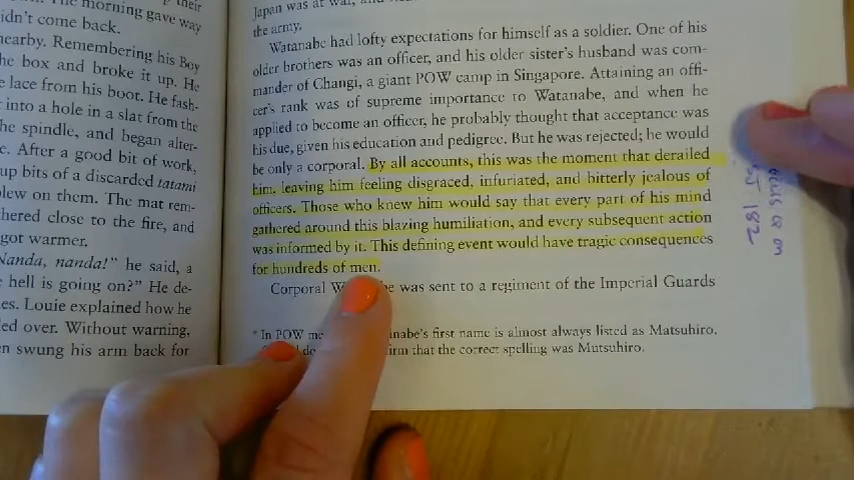 their
The morning gave way
idn't come back.
nearby. Remembering his Boy
he box and broke it up. He
e lace from his boot. He fash-
into a hole in a slat from the
he spindle, and began alter-
e. After a good bit of work,
up bits of a discarded tatami
lew on them. The mat rem-
hered close to the fire, and
got warmer.
Nanda, nanda!" he said, a
hell is going on?" He de-
es. Louie explained how he
led over. Without warning,
n swung his arm back for
Japan was at war, and
the army.
Watanabe had lofty expectations for himself as a soldier. One of his
older brothers was an officer, and his older sister's husband was com-
mander of Changi, a giant POW camp in Singapore. Attaining an offi-
cer's rank was of supreme importance to Watanabe, and when he
applied to become an officer, he probably thought that acceptance was
his due, given his education and pedigree. But he was rejected; he would
be only a corporal. By all accounts, this was the moment that derailed
him, leaving him feeling disgraced, infuriated, and bitterly jealous of
officers. Those who knew him would say that every part of his mind
gathered around this blazing humiliation, and every subsequent action
was informed by it. This defining event would have tragic consequences
for hundreds of men.
Corporal was sent to a regiment of the Imperial Guards
* In POW nabe's first name is almost always listed as Matsuhiro.
irm that the correct spelling was Mutsuhiro.
182